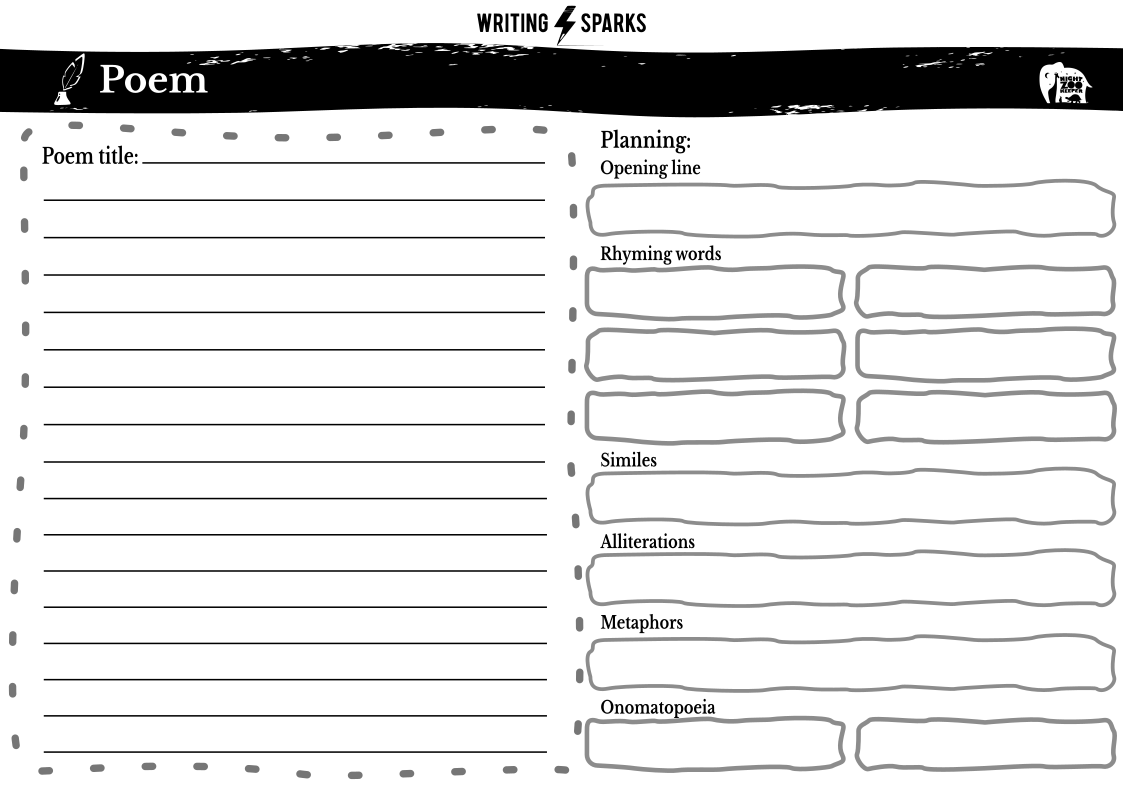 WRITING SPARKS
Poem
NIGHT
ZOO
KEEPER
Poem title:
Planning:
Opening line
Rhyming words
Similes
Alliterations
Metaphors
Onomatopoeia